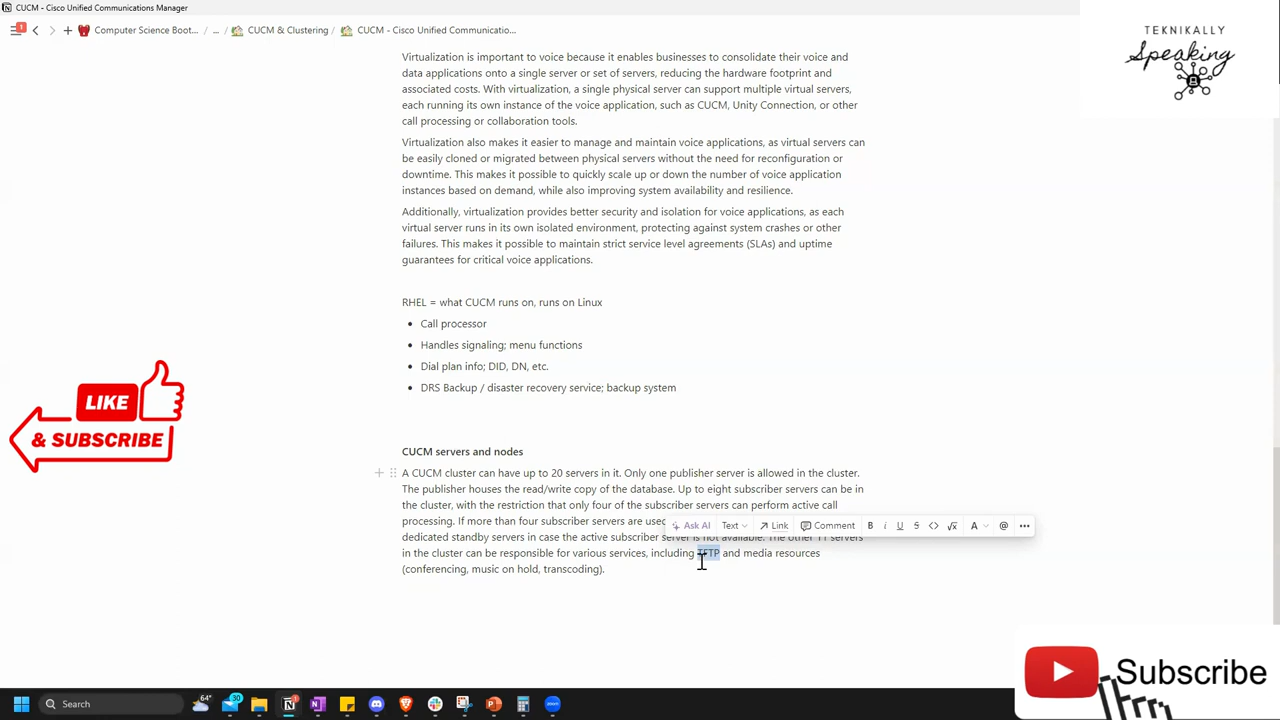 CUCM - Cisco Unified Communications Manager
1
Computer Science Boot... / ... / CUCM & Clustering / CUCM - Cisco Unified Communicatio...
TEKNIKALLY
Speaking
Virtualization is important to voice because it enables businesses to consolidate their voice and
data applications onto a single server or set of servers, reducing the hardware footprint and
associated costs. With virtualization, a single physical server can support multiple virtual servers,
each running its own instance of the voice application, such as CUCM, Unity Connection, or other
call processing or collaboration tools.
Virtualization also makes it easier to manage and maintain voice applications, as virtual servers can
be easily cloned or migrated between physical servers without the need for reconfiguration or
downtime. This makes it possible to quickly scale up or down the number of voice application
instances based on demand, while also improving system availability and resilience.
Additionally, virtualization provides better security and isolation for voice applications, as each
virtual server runs in its own isolated environment, protecting against system crashes or other
failures. This makes it possible to maintain strict service level agreements (SLAs) and uptime
guarantees for critical voice applications.
RHEL = what CUCM runs on, runs on Linux
• Call processor
• Handles signaling; menu functions
• Dial plan info; DID, DN, etc.
• DRS Backup / disaster recovery service; backup system
LIKE
& SUBSCRIBE
CUCM servers and nodes
A CUCM cluster can have up to 20 servers in it. Only one publisher server is allowed in the cluster.
The publisher houses the read/write copy of the database. Up to eight subscriber servers can be in
the cluster, with the restriction that only four of the subscriber servers can perform active call
processing. If more than four subscriber servers are used
Ask AI Text Link Comment B i U S <> √x A @ •••
dedicated standby servers in case the active subscriber server is not available. The other 11 servers
in the cluster can be responsible for various services, including TFTP and media resources
(conferencing, music on hold, transcoding).
Subscribe
Search
64°
30
zoom